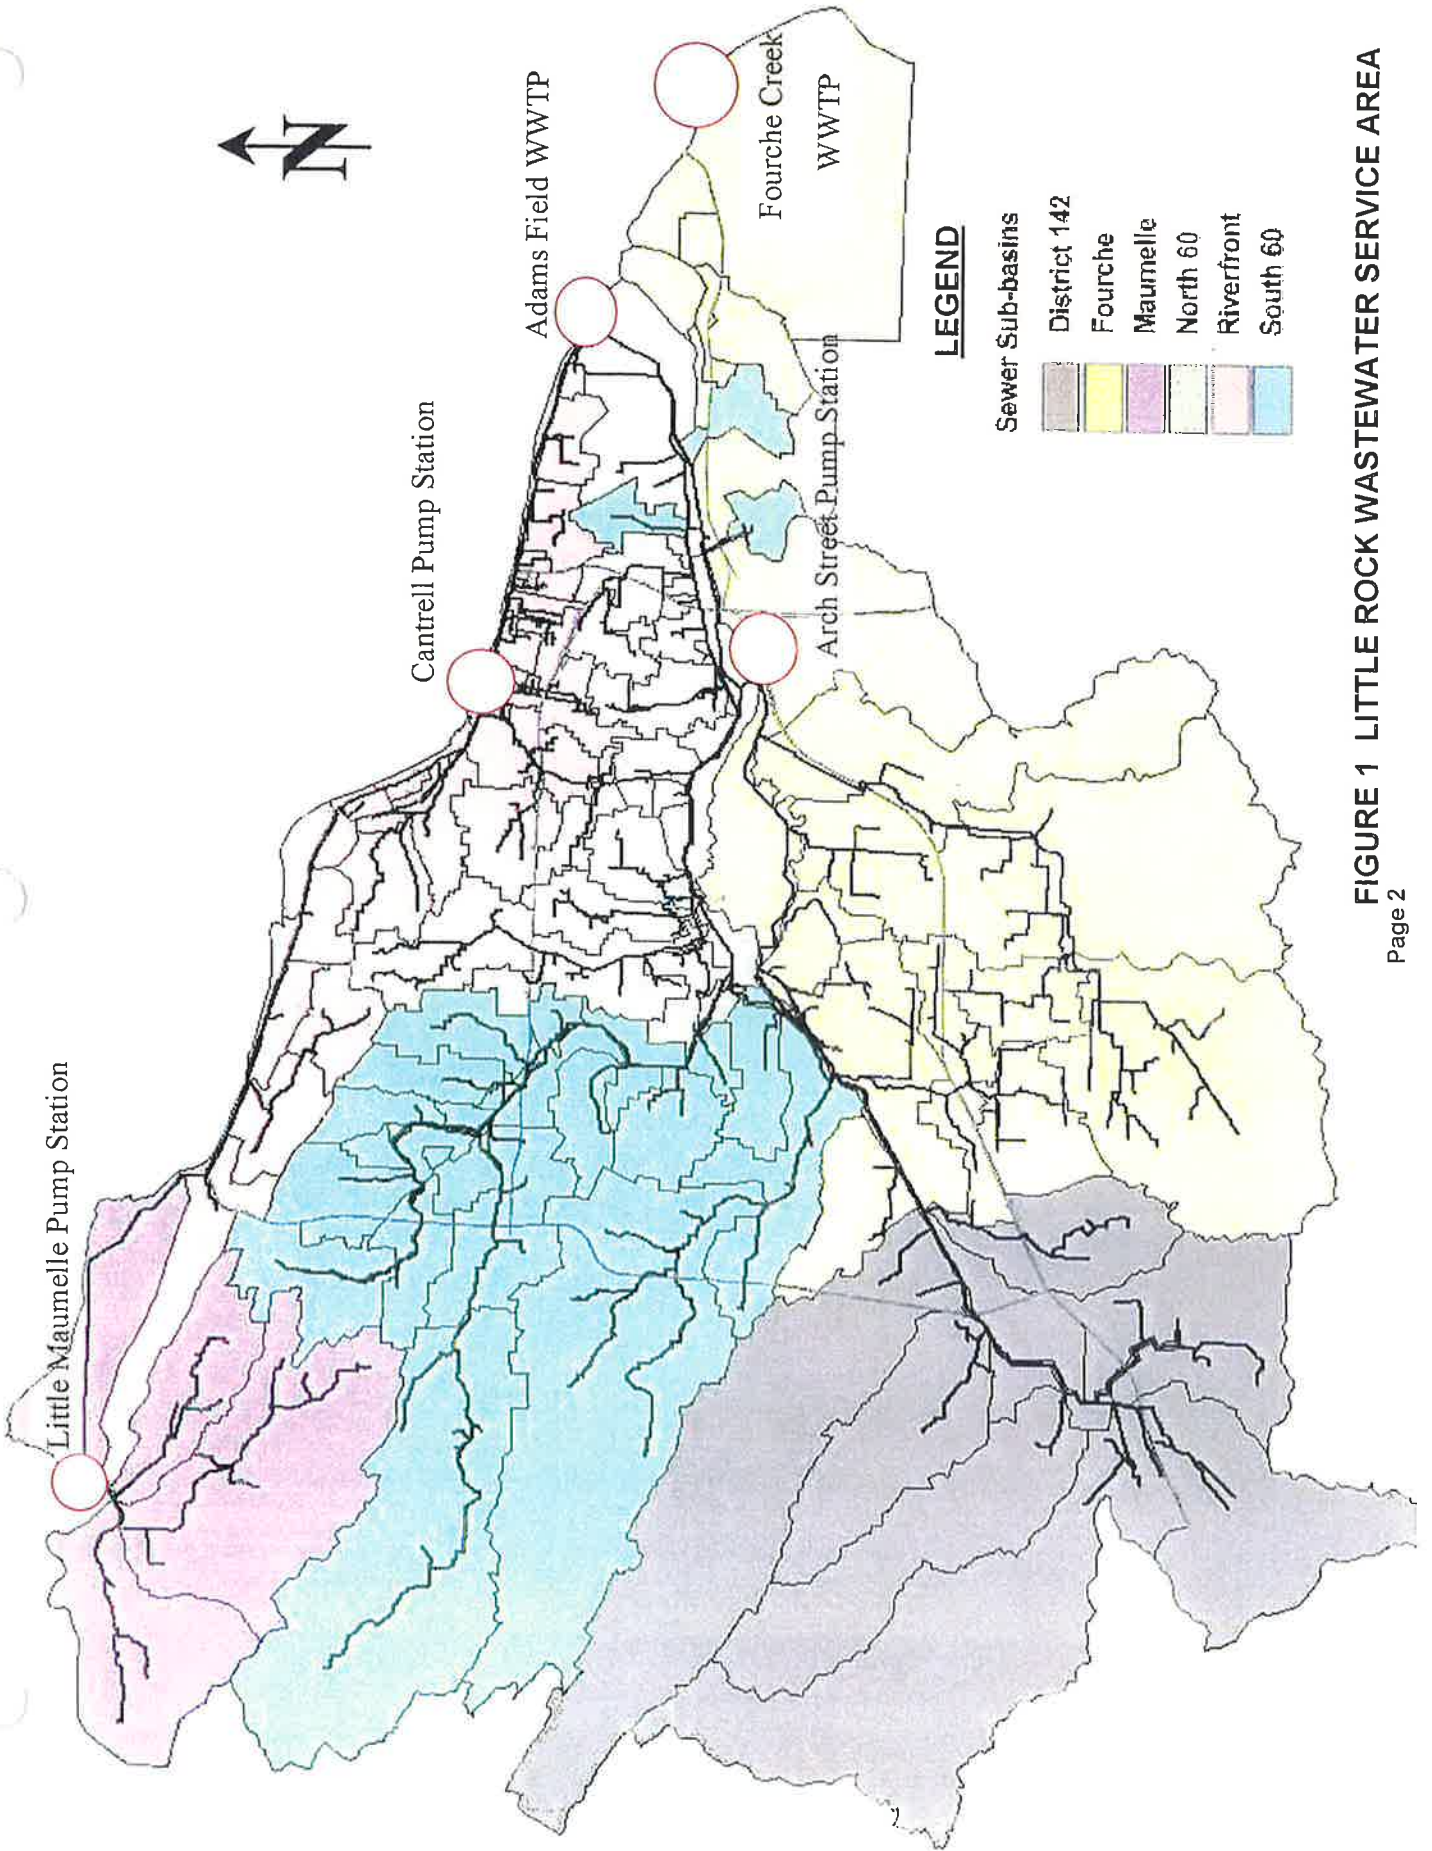 Little Maumelle Pump Station
Cantrell Pump Station
Adams Field WWTP
N
Fourche Creek
WWTP
Arch Street Pump Station
LEGEND
Sewer Sub-basins
District 142
Fourche
Maumelle
North 60
Riverfront
South 60
FIGURE 1 LITTLE ROCK WASTEWATER SERVICE AREA
Page 2